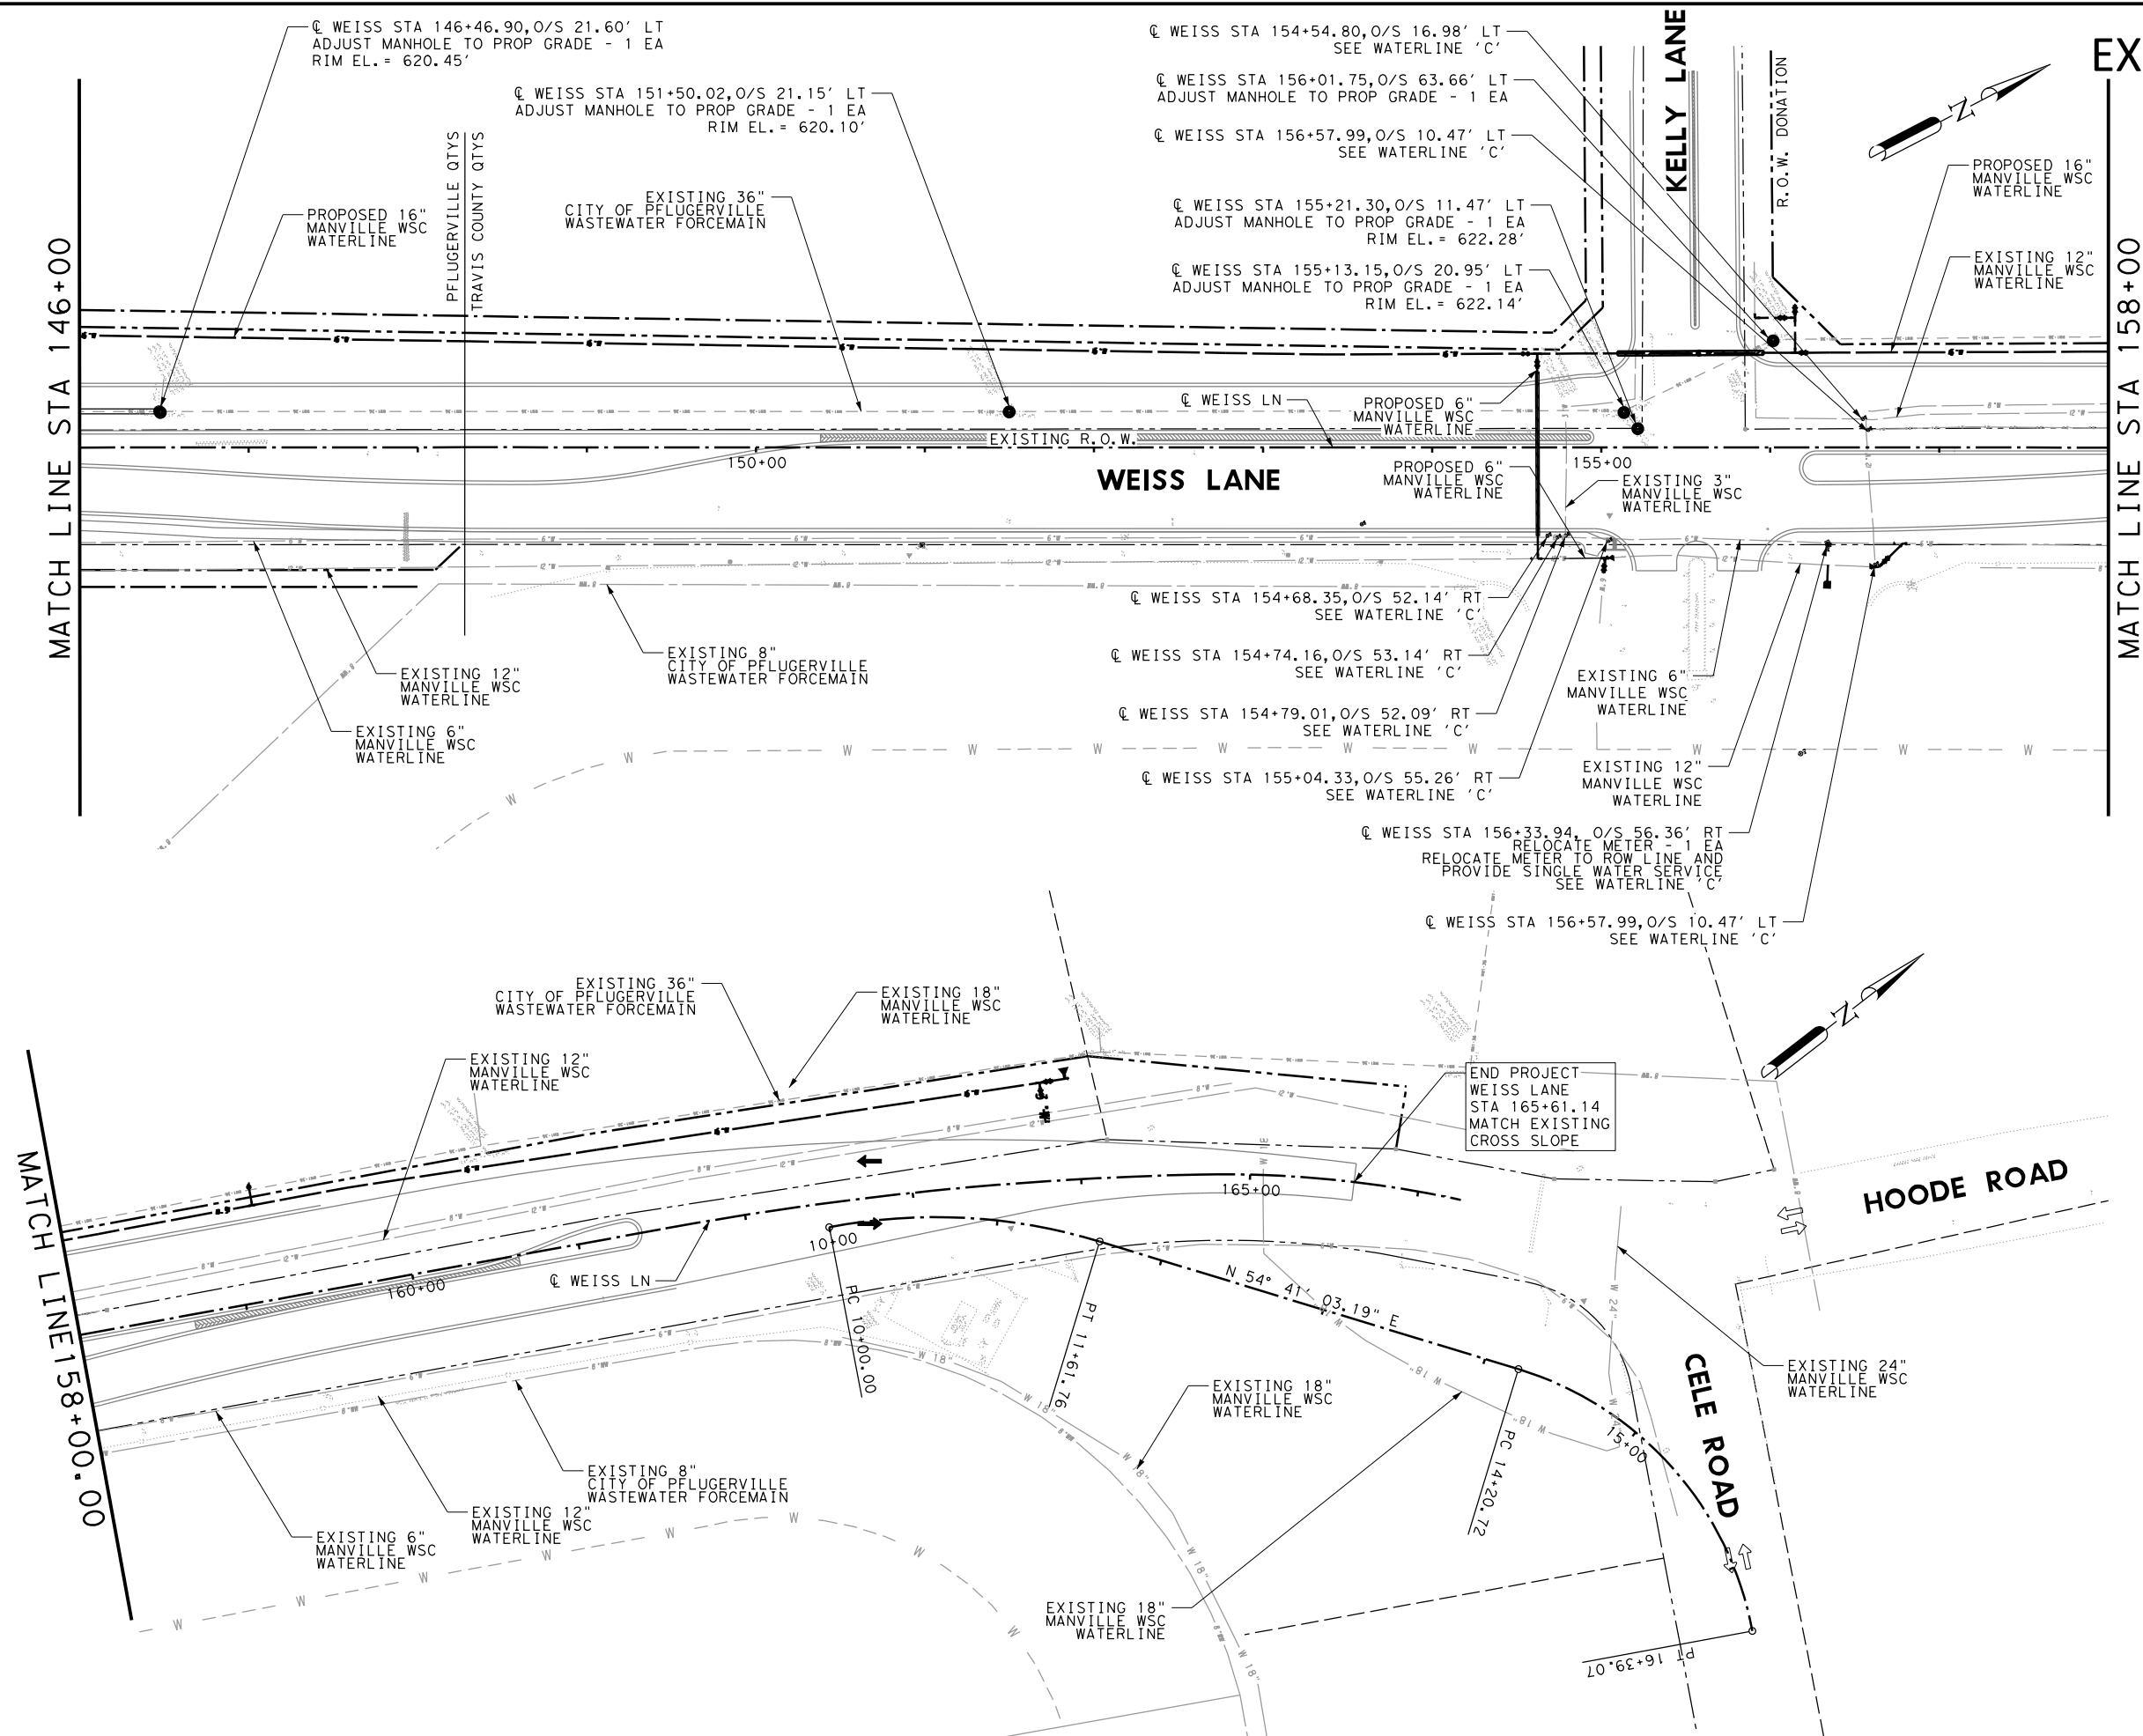 ℄ WEISS STA 146+46.90,O/S 21.60' LT
ADJUST MANHOLE TO PROP GRADE - 1 EA
RIM EL.= 620.45'
℄ WEISS STA 151+50.02,O/S 21.15' LT
ADJUST MANHOLE TO PROP GRADE - 1 EA
RIM EL.= 620.10'
℄ WEISS STA 154+54.80,O/S 16.98' LT
SEE WATERLINE 'C'
℄ WEISS STA 156+01.75,O/S 63.66' LT
ADJUST MANHOLE TO PROP GRADE - 1 EA
℄ WEISS STA 156+57.99,O/S 10.47' LT
SEE WATERLINE 'C'
℄ WEISS STA 155+21.30,O/S 11.47' LT
ADJUST MANHOLE TO PROP GRADE - 1 EA
RIM EL.= 622.28'
℄ WEISS STA 155+13.15,O/S 20.95' LT
ADJUST MANHOLE TO PROP GRADE - 1 EA
RIM EL.= 622.14'
KELLY LANE
R.O.W. DONATION
N
EX
PROPOSED 16"
MANVILLE WSC
WATERLINE
EXISTING 12"
MANVILLE WSC
WATERLINE
MATCH LINE STA 146+00
PROPOSED 16"
MANVILLE WSC
WATERLINE
PFLUGERVILLE QTYS
TRAVIS COUNTY QTYS
EXISTING 36"
CITY OF PFLUGERVILLE
WASTEWATER FORCEMAIN
MATCH LINE STA 158+00
℄ WEISS LN
PROPOSED 6"
MANVILLE WSC
WATERLINE
EXISTING R.O.W.
150+00
WEISS LANE
155+00
PROPOSED 6"
MANVILLE WSC
WATERLINE
EXISTING 3"
MANVILLE WSC
WATERLINE
℄ WEISS STA 154+68.35,O/S 52.14' RT
SEE WATERLINE 'C'
℄ WEISS STA 154+74.16,O/S 53.14' RT
SEE WATERLINE 'C'
℄ WEISS STA 154+79.01,O/S 52.09' RT
SEE WATERLINE 'C'
℄ WEISS STA 155+04.33,O/S 55.26' RT
SEE WATERLINE 'C'
EXISTING 8"
CITY OF PFLUGERVILLE
WASTEWATER FORCEMAIN
EXISTING 12"
MANVILLE WSC
WATERLINE
EXISTING 6"
MANVILLE WSC
WATERLINE
EXISTING 6"
MANVILLE WSC
WATERLINE
EXISTING 12"
MANVILLE WSC
WATERLINE
W W W W W W W W W W W W
℄ WEISS STA 156+33.94, O/S 56.36' RT
RELOCATE METER - 1 EA
RELOCATE METER TO ROW LINE AND
PROVIDE SINGLE WATER SERVICE
SEE WATERLINE 'C'
℄ WEISS STA 156+57.99,O/S 10.47' LT
SEE WATERLINE 'C'
N
EXISTING 36"
CITY OF PFLUGERVILLE
WASTEWATER FORCEMAIN
EXISTING 18"
MANVILLE WSC
WATERLINE
EXISTING 12"
MANVILLE WSC
WATERLINE
END PROJECT
WEISS LANE
STA 165+61.14
MATCH EXISTING
CROSS SLOPE
MATCH LINE158+00.00
HOODE ROAD
165+00
10+00
160+00
℄ WEISS LN
PC 10+00.00
PT 11+61.76
N 54° 41' 03.19" E
PC 14+20.72
15+00
PT 16+39.07
CELE ROAD
W 24"
W 24"
EXISTING 24"
MANVILLE WSC
WATERLINE
W 18"
W 18"
W 18"
W 18"
W 18"
W 18"
W 18"
EXISTING 18"
MANVILLE WSC
WATERLINE
EXISTING 8"
CITY OF PFLUGERVILLE
WASTEWATER FORCEMAIN
EXISTING 12"
MANVILLE WSC
WATERLINE
EXISTING 6"
MANVILLE WSC
WATERLINE
EXISTING 18"
MANVILLE WSC
WATERLINE
W W W W W W W W